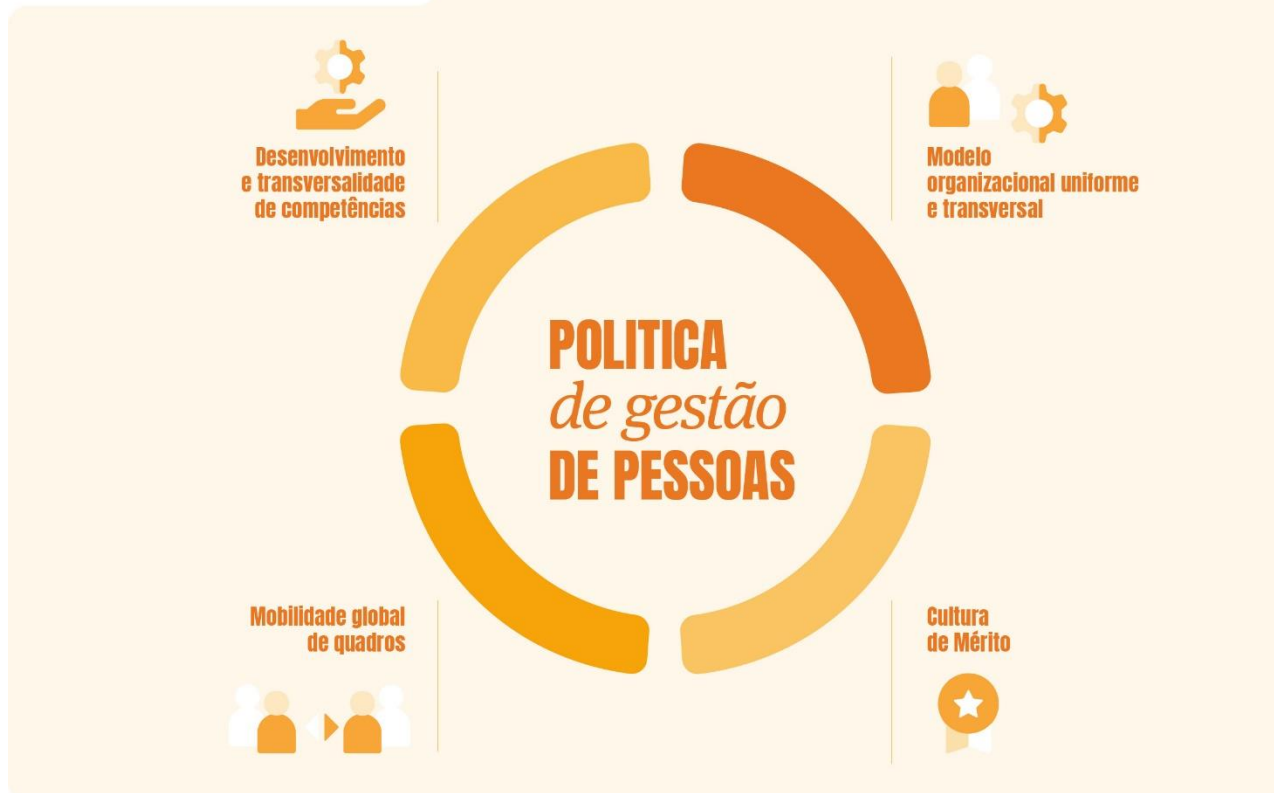 Desenvolvimento
e transversalidade
de competências
Modelo
organizacional uniforme
e transversal
POLITICA
de gestão
DE PESSOAS
Mobilidade global
de quadros
Cultura
de Mérito